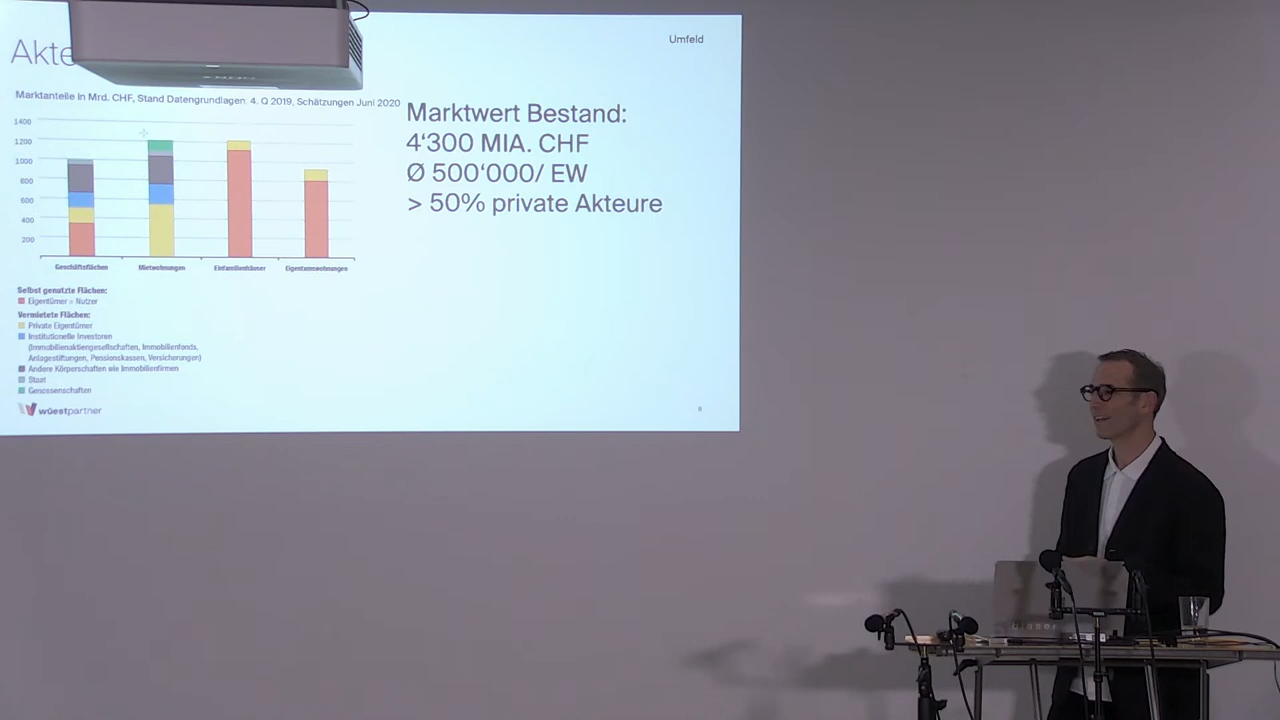 Umfeld
Akte
Marktanteile in Mrd. CHF, Stand Datengrundlagen: 4. Q 2019, Schätzungen Juni 2020
1400
1200
1000
800
600
400
200
Geschäftsflächen
Mietwohnungen
Einfamilienhäuser
Eigentumswohnungen
Marktwert Bestand:
4‘300 MIA. CHF
Ø 500‘000/ EW
> 50% private Akteure
Selbst genutzte Flächen:
Eigentümer = Nutzer
Vermietete Flächen:
Private Eigentümer
Institutionelle Investoren
(Immobilienaktiengesellschaften, Immobilienfonds,
Anlagestiftungen, Pensionskassen, Versicherungen)
Andere Körperschaften wie Immobilienfirmen
Staat
Genossenschaften
wüestpartner
glaser